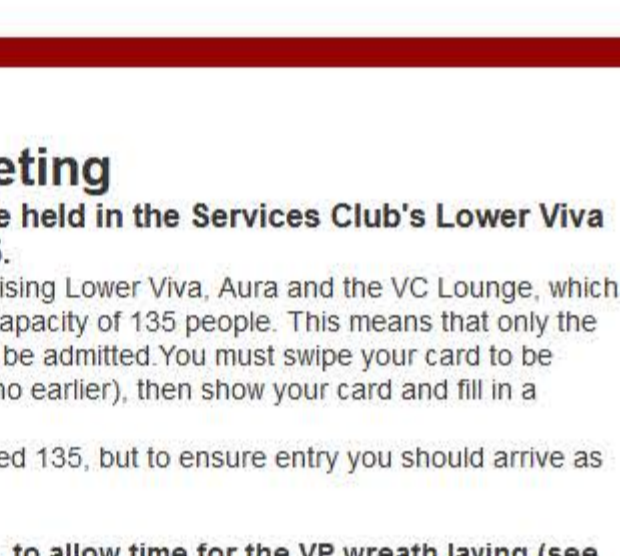 eting
e held in the Services Club's Lower Viva
.
ising Lower Viva, Aura and the VC Lounge, which
apacity of 135 people. This means that only the
be admitted.You must swipe your card to be
no earlier), then show your card and fill in a
ed 135, but to ensure entry you should arrive as
to allow time for the VP wreath laying (see